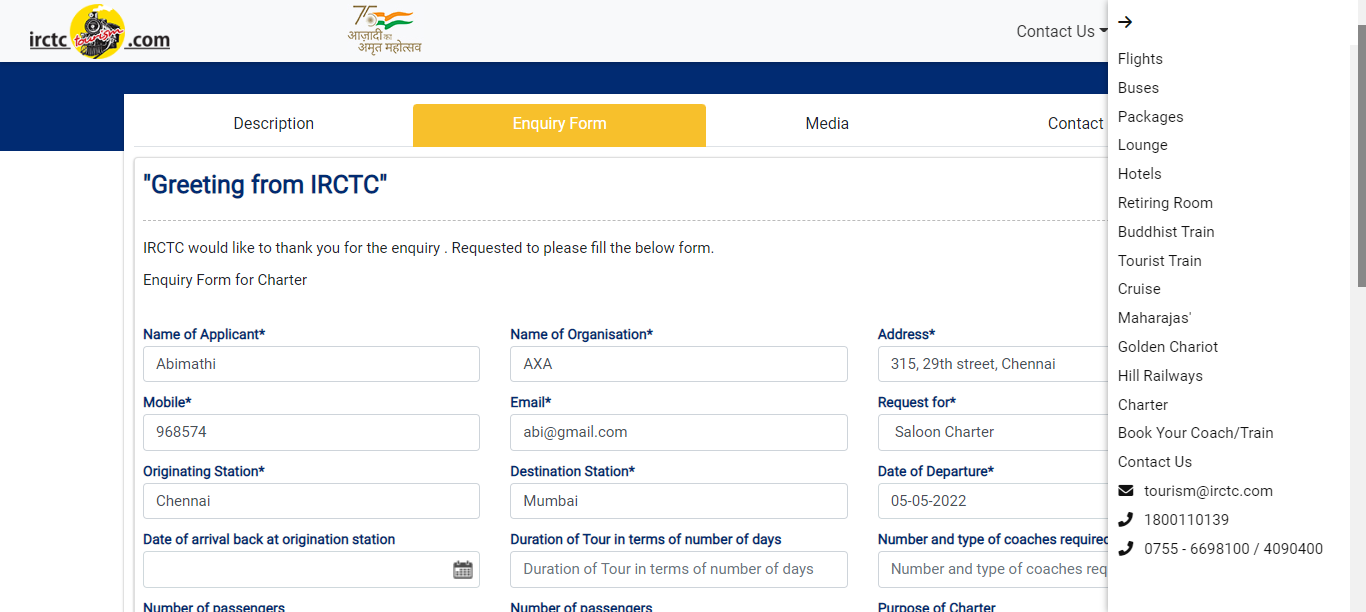 irctc tourism .com
75
आज़ादी का
अमृत महोत्सव
Contact Us
Description
Enquiry Form
Media
Contact
"Greeting from IRCTC"
IRCTC would like to thank you for the enquiry . Requested to please fill the below form.
Enquiry Form for Charter
Name of Applicant* Name of Organisation* Address*
Abimathi AXA 315, 29th street, Chennai
Mobile* Email* Request for*
968574 abi@gmail.com Saloon Charter
Originating Station* Destination Station* Date of Departure*
Chennai Mumbai 05-05-2022
Date of arrival back at origination station Duration of Tour in terms of number of days Number and type of coaches required
Duration of Tour in terms of number of days Number and type of coaches req
Number of passengers Number of passengers Purpose of Charter
Flights
Buses
Packages
Lounge
Hotels
Retiring Room
Buddhist Train
Tourist Train
Cruise
Maharajas'
Golden Chariot
Hill Railways
Charter
Book Your Coach/Train
Contact Us
tourism@irctc.com
1800110139
0755 - 6698100 / 4090400